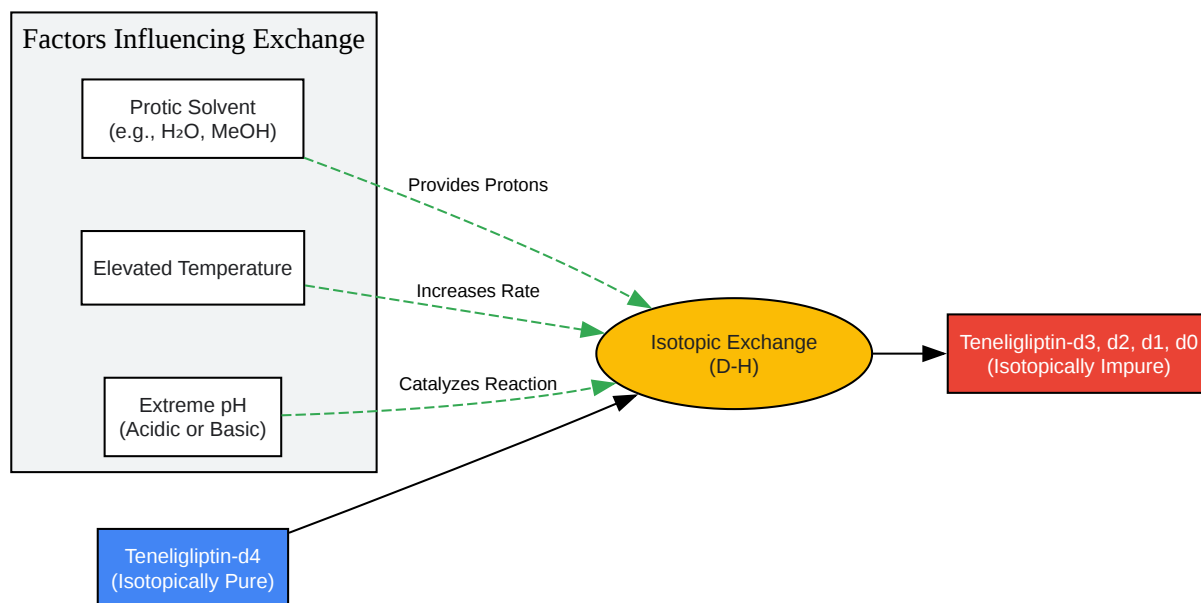 Factors Influencing Exchange
Protic Solvent
(e.g., H₂O, MeOH)
Provides Protons
Elevated Temperature
Increases Rate
Isotopic Exchange
(D-H)
Teneligliptin-d3, d2, d1, d0
(Isotopically Impure)
Catalyzes Reaction
Extreme pH
(Acidic or Basic)
Teneligliptin-d4
(Isotopically Pure)